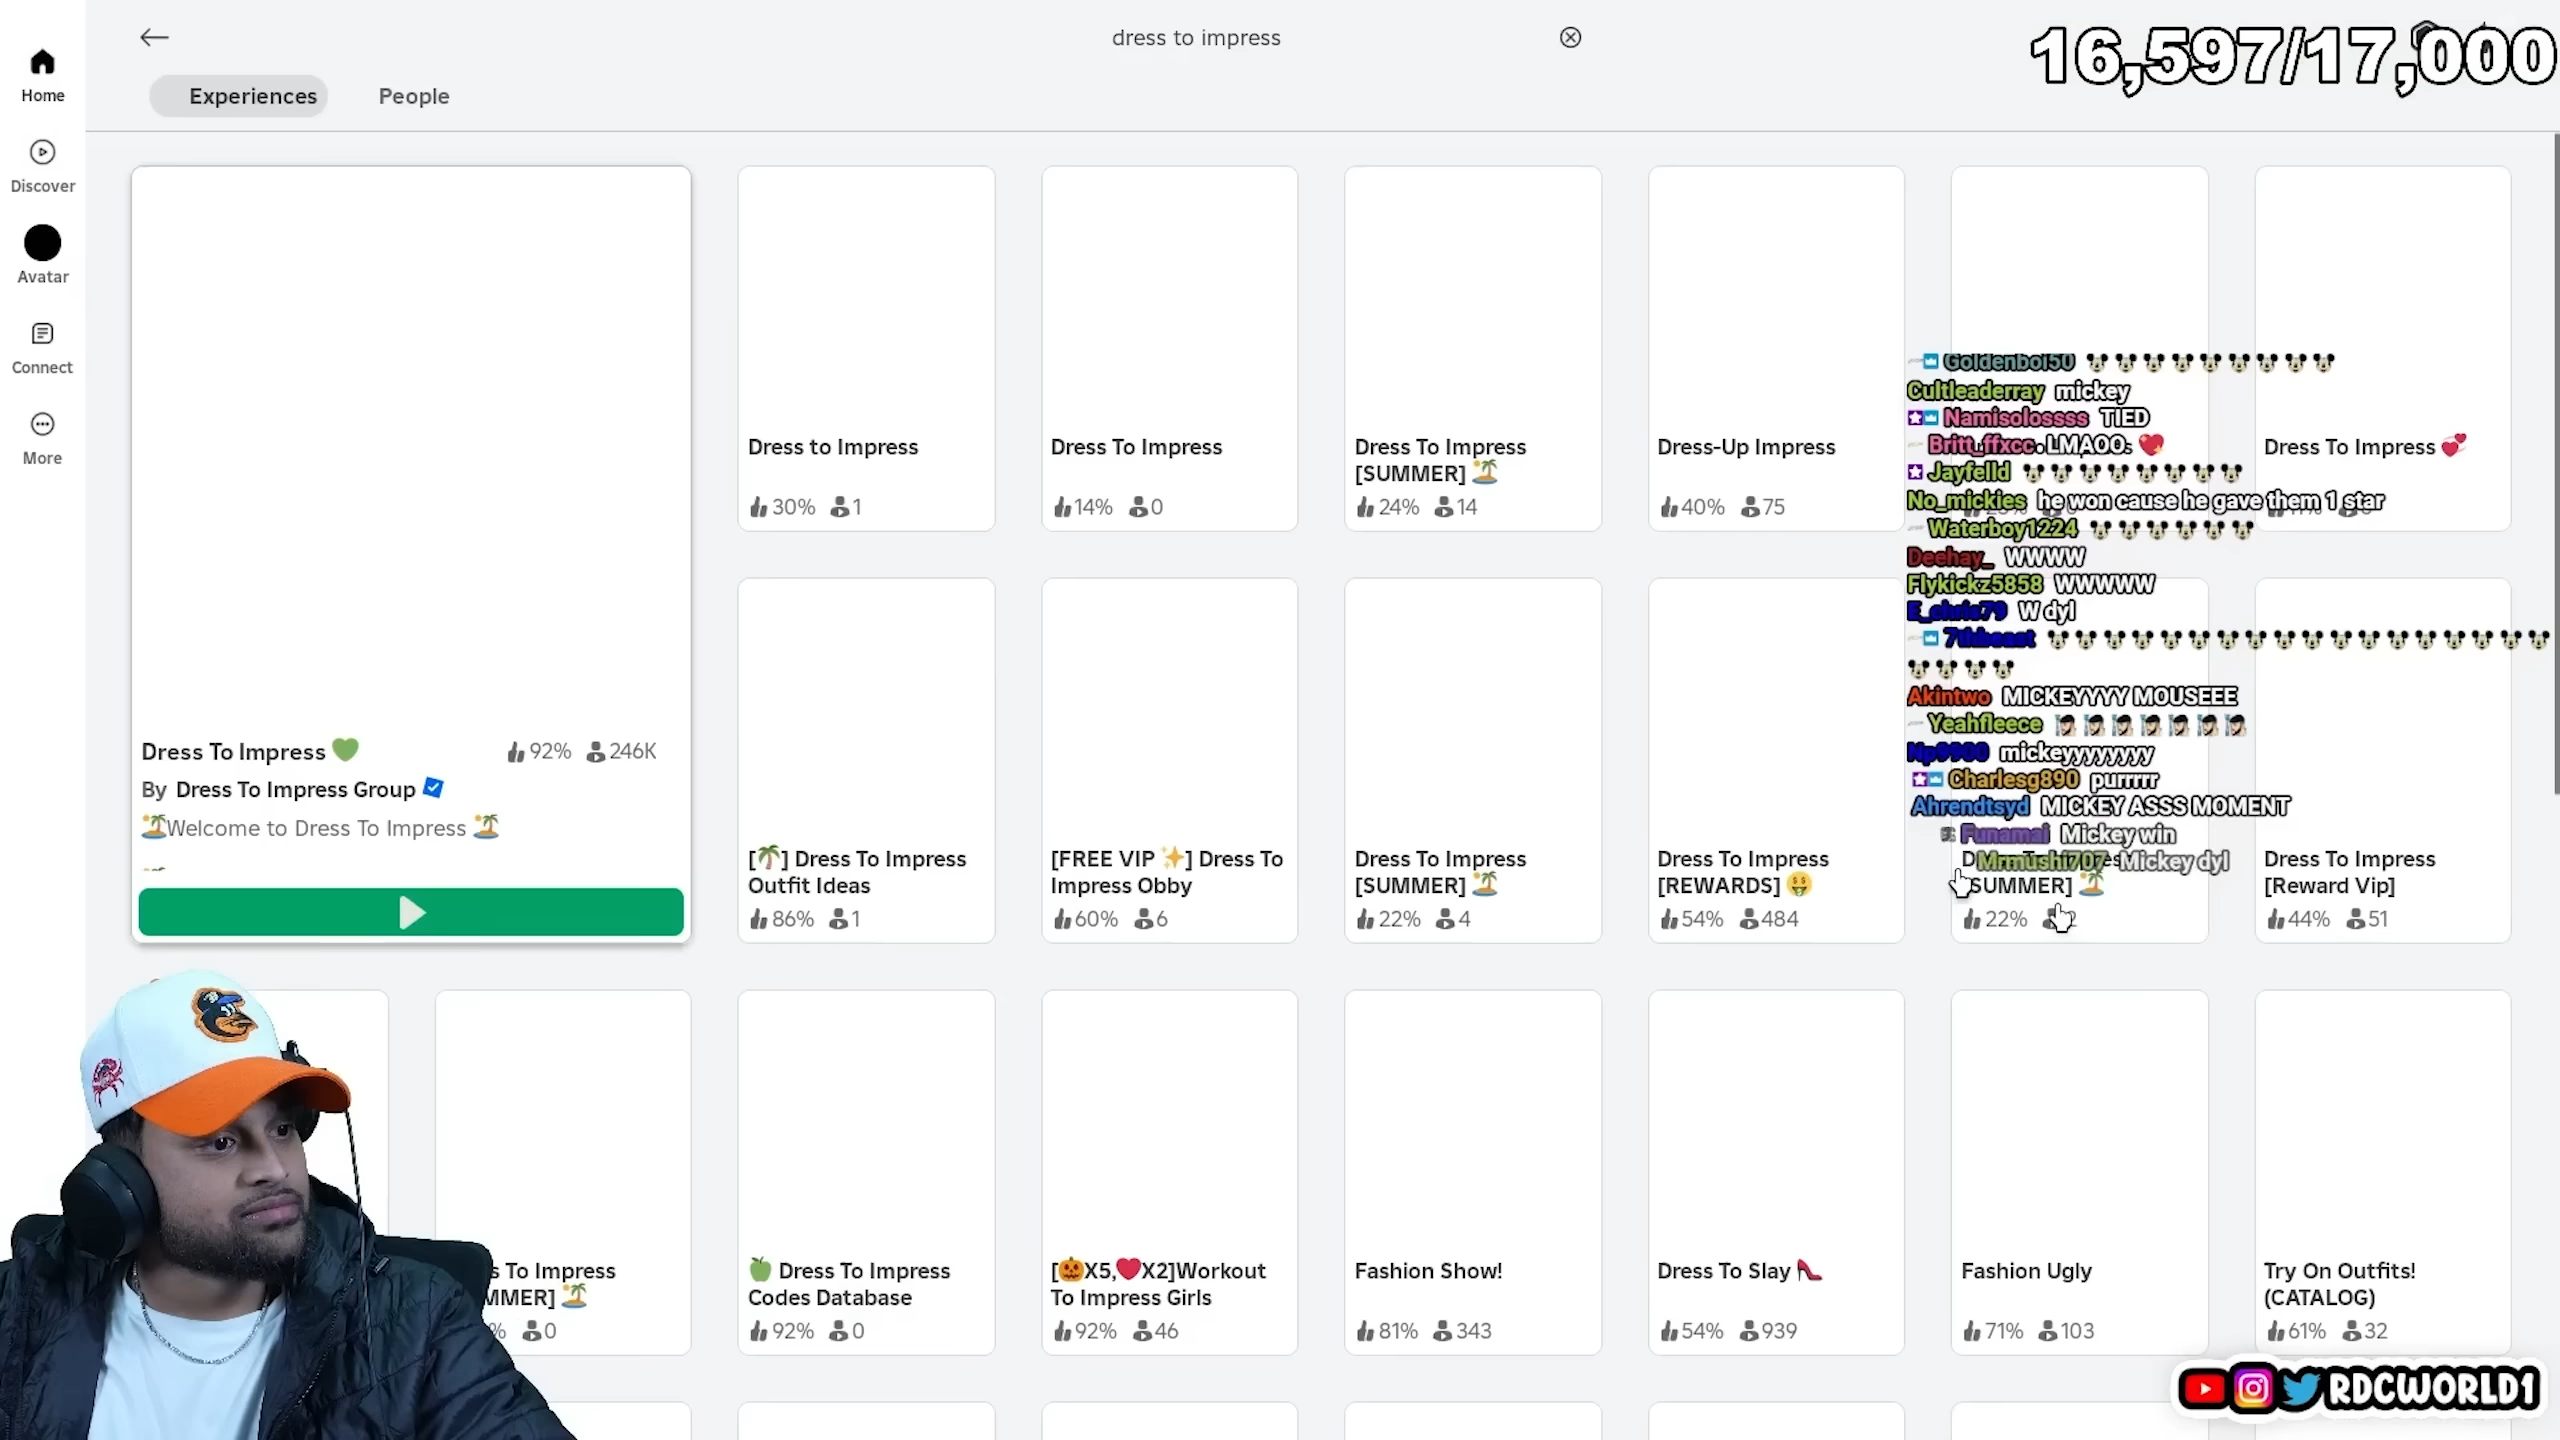 dress to impress
16,597/17,000
Experiences
People
Home
Discover
Avatar
Connect
More
Dress To Impress 💚
92%
246K
By Dress To Impress Group
🏝️Welcome to Dress To Impress 🏝️
Dress to Impress
30%
1
Dress To Impress
14%
0
Dress To Impress
[SUMMER] 🏝️
24%
14
Dress-Up Impress
40%
75
Dress To Impress 💞
[🌴] Dress To Impress
Outfit Ideas
86%
1
[FREE VIP ✨] Dress To
Impress Obby
60%
6
Dress To Impress
[SUMMER] 🏝️
22%
4
Dress To Impress
[REWARDS] 🤑
54%
484
SUMMER] 🏝️
22%
Dress To Impress
[Reward Vip]
44%
51
Goldenboi50
Cultleaderray mickey
Namisolossss TIED
Britt_ffxcc LMAOO
Jayfelld
No_mickies he won cause he gave them 1 star
Waterboy1224
Deehay_ WWWW
Flykickz5858 WWWWW
E_chris79 W dyl
7thbeast
Akintwo MICKEYYYY MOUSEEE
Yeahfleece
Np9900 mickeyyyyyyy
Charlesg890 purrrrr
Ahrendtsyd MICKEY ASSS MOMENT
Funamai Mickey win
Mrmushi707 Mickey dyl
s To Impress
MMER] 🏝️
%
0
🍏 Dress To Impress
Codes Database
92%
0
[🎃X5,❤️X2]Workout
To Impress Girls
92%
46
Fashion Show!
81%
343
Dress To Slay 👠
54%
939
Fashion Ugly
71%
103
Try On Outfits!
(CATALOG)
61%
32
RDCWORLD1